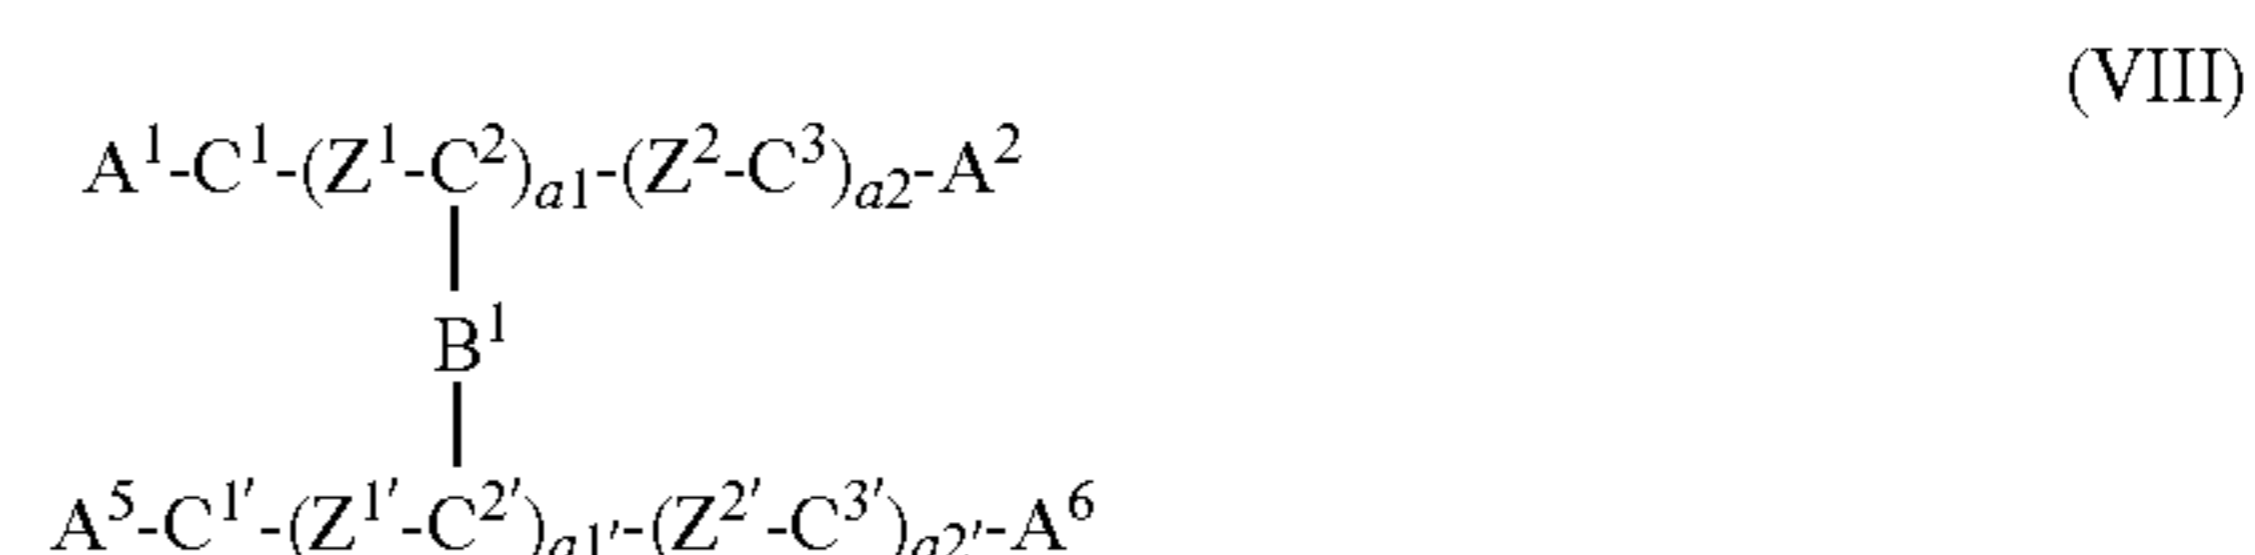 (VIII)
A¹-C¹-(Z¹-C²)ₐ₁-(Z²-C³)ₐ₂-A²
B¹
A⁵-C¹′-(Z¹′-C²′)ₐ₁′-(Z²′-C³′)ₐ₂′-A⁶